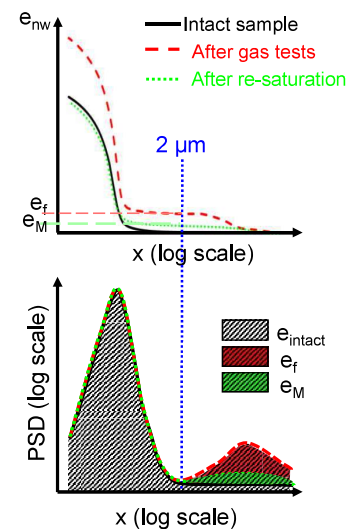 e_nw
Intact sample
After gas tests
After re-saturation
2 µm
e_f
e_M
x (log scale)
PSD (log scale)
e_intact
e_f
e_M
x (log scale)